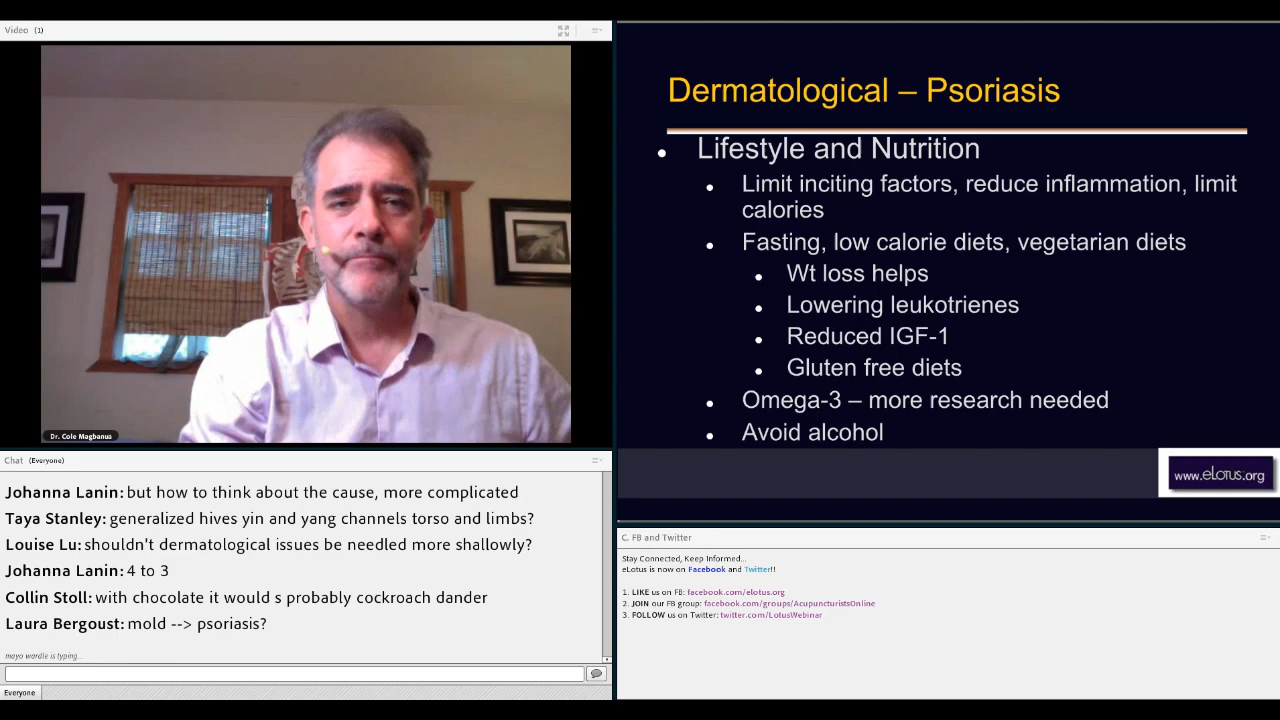 Video (1)
Dr. Cole Magbanua
Dermatological – Psoriasis
Lifestyle and Nutrition
Limit inciting factors, reduce inflammation, limit
calories
Fasting, low calorie diets, vegetarian diets
Wt loss helps
Lowering leukotrienes
Reduced IGF-1
Gluten free diets
Omega-3 – more research needed
Avoid alcohol
www.eLotus.org
Chat (Everyone)
Johanna Lanin: but how to think about the cause, more complicated
Taya Stanley: generalized hives yin and yang channels torso and limbs?
Louise Lu: shouldn't dermatological issues be needled more shallowly?
Johanna Lanin: 4 to 3
Collin Stoll: with chocolate it would s probably cockroach dander
Laura Bergoust: mold --> psoriasis?
mayo wardle is typing...
Everyone
C. FB and Twitter
Stay Connected, Keep Informed...
eLotus is now on Facebook and Twitter!!
1. LIKE us on FB: facebook.com/elotus.org
2. JOIN our FB group: facebook.com/groups/AcupuncturistsOnline
3. FOLLOW us on Twitter: twitter.com/LotusWebinar